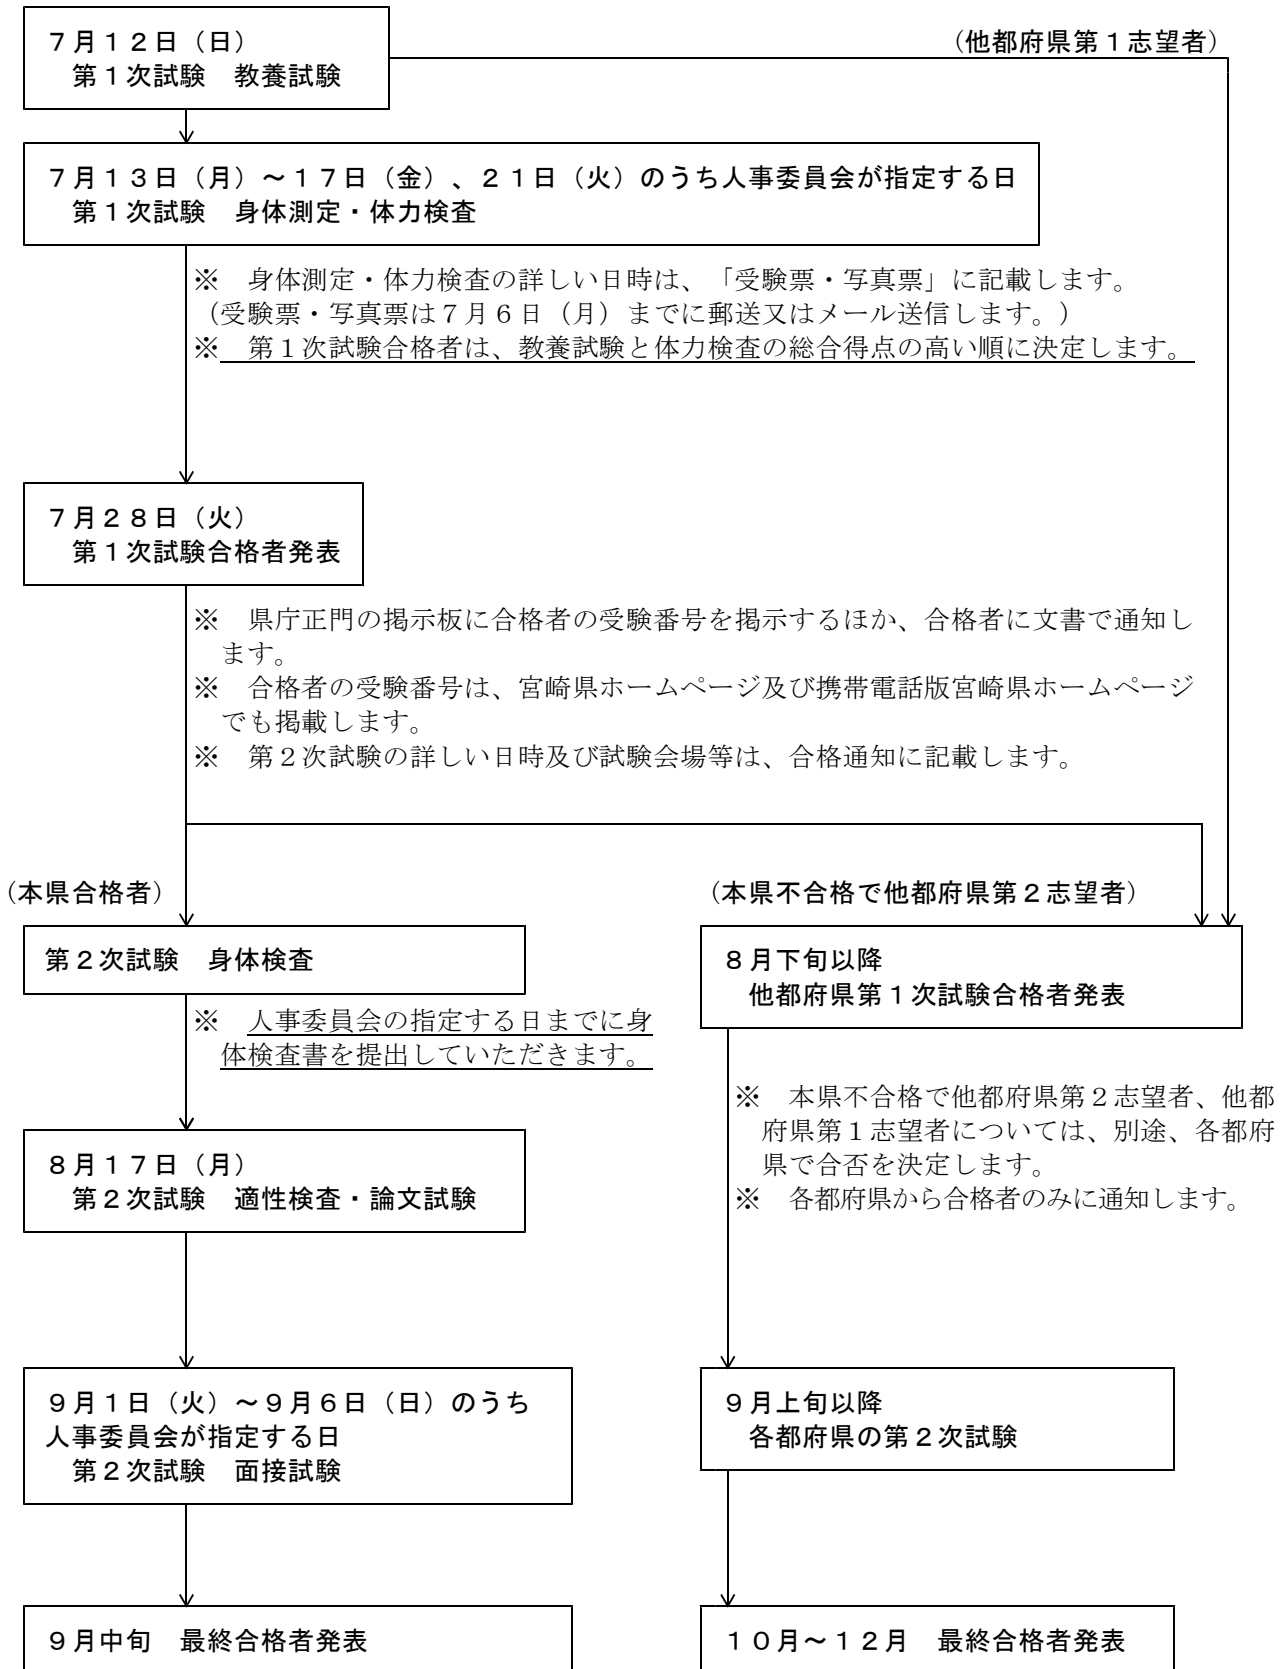 ７月１２日（日）
第１次試験　教養試験
（他都府県第１志望者）
７月１３日（月）～１７日（金）、２１日（火）のうち人事委員会が指定する日
第１次試験　身体測定・体力検査
※　身体測定・体力検査の詳しい日時は、「受験票・写真票」に記載します。
（受験票・写真票は７月６日（月）までに郵送又はメール送信します。）
※　第１次試験合格者は、教養試験と体力検査の総合得点の高い順に決定します。
７月２８日（火）
第１次試験合格者発表
※　県庁正門の掲示板に合格者の受験番号を掲示するほか、合格者に文書で通知し
ます。
※　合格者の受験番号は、宮崎県ホームページ及び携帯電話版宮崎県ホームページ
でも掲載します。
※　第２次試験の詳しい日時及び試験会場等は、合格通知に記載します。
（本県合格者）
（本県不合格で他都府県第２志望者）
第２次試験　身体検査
※　人事委員会の指定する日までに身
体検査書を提出していただきます。
８月下旬以降
他都府県第１次試験合格者発表
※　本県不合格で他都府県第２志望者、他都
府県第１志望者については、別途、各都府
県で合否を決定します。
※　各都府県から合格者のみに通知します。
８月１７日（月）
第２次試験　適性検査・論文試験
９月１日（火）～９月６日（日）のうち
人事委員会が指定する日
第２次試験　面接試験
９月上旬以降
各都府県の第２次試験
９月中旬　最終合格者発表
１０月～１２月　最終合格者発表